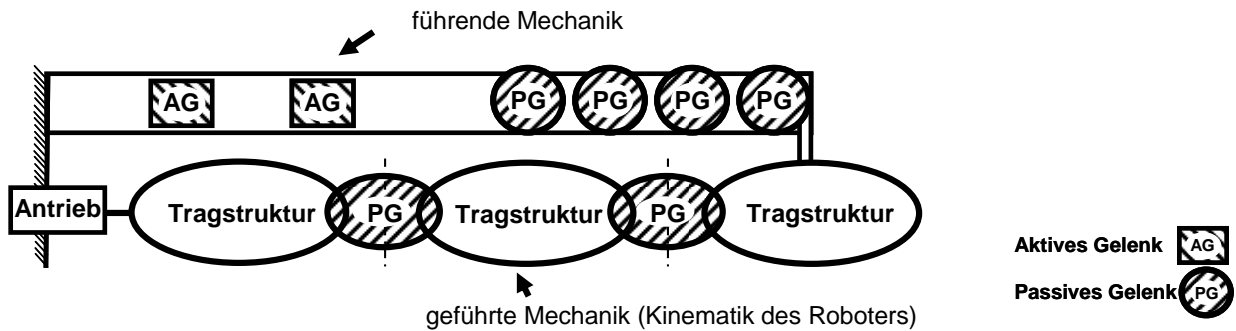 führende Mechanik
AG AG PG PG PG PG
Antrieb Tragstruktur PG Tragstruktur PG Tragstruktur
Aktives Gelenk AG
Passives Gelenk PG
geführte Mechanik (Kinematik des Roboters)